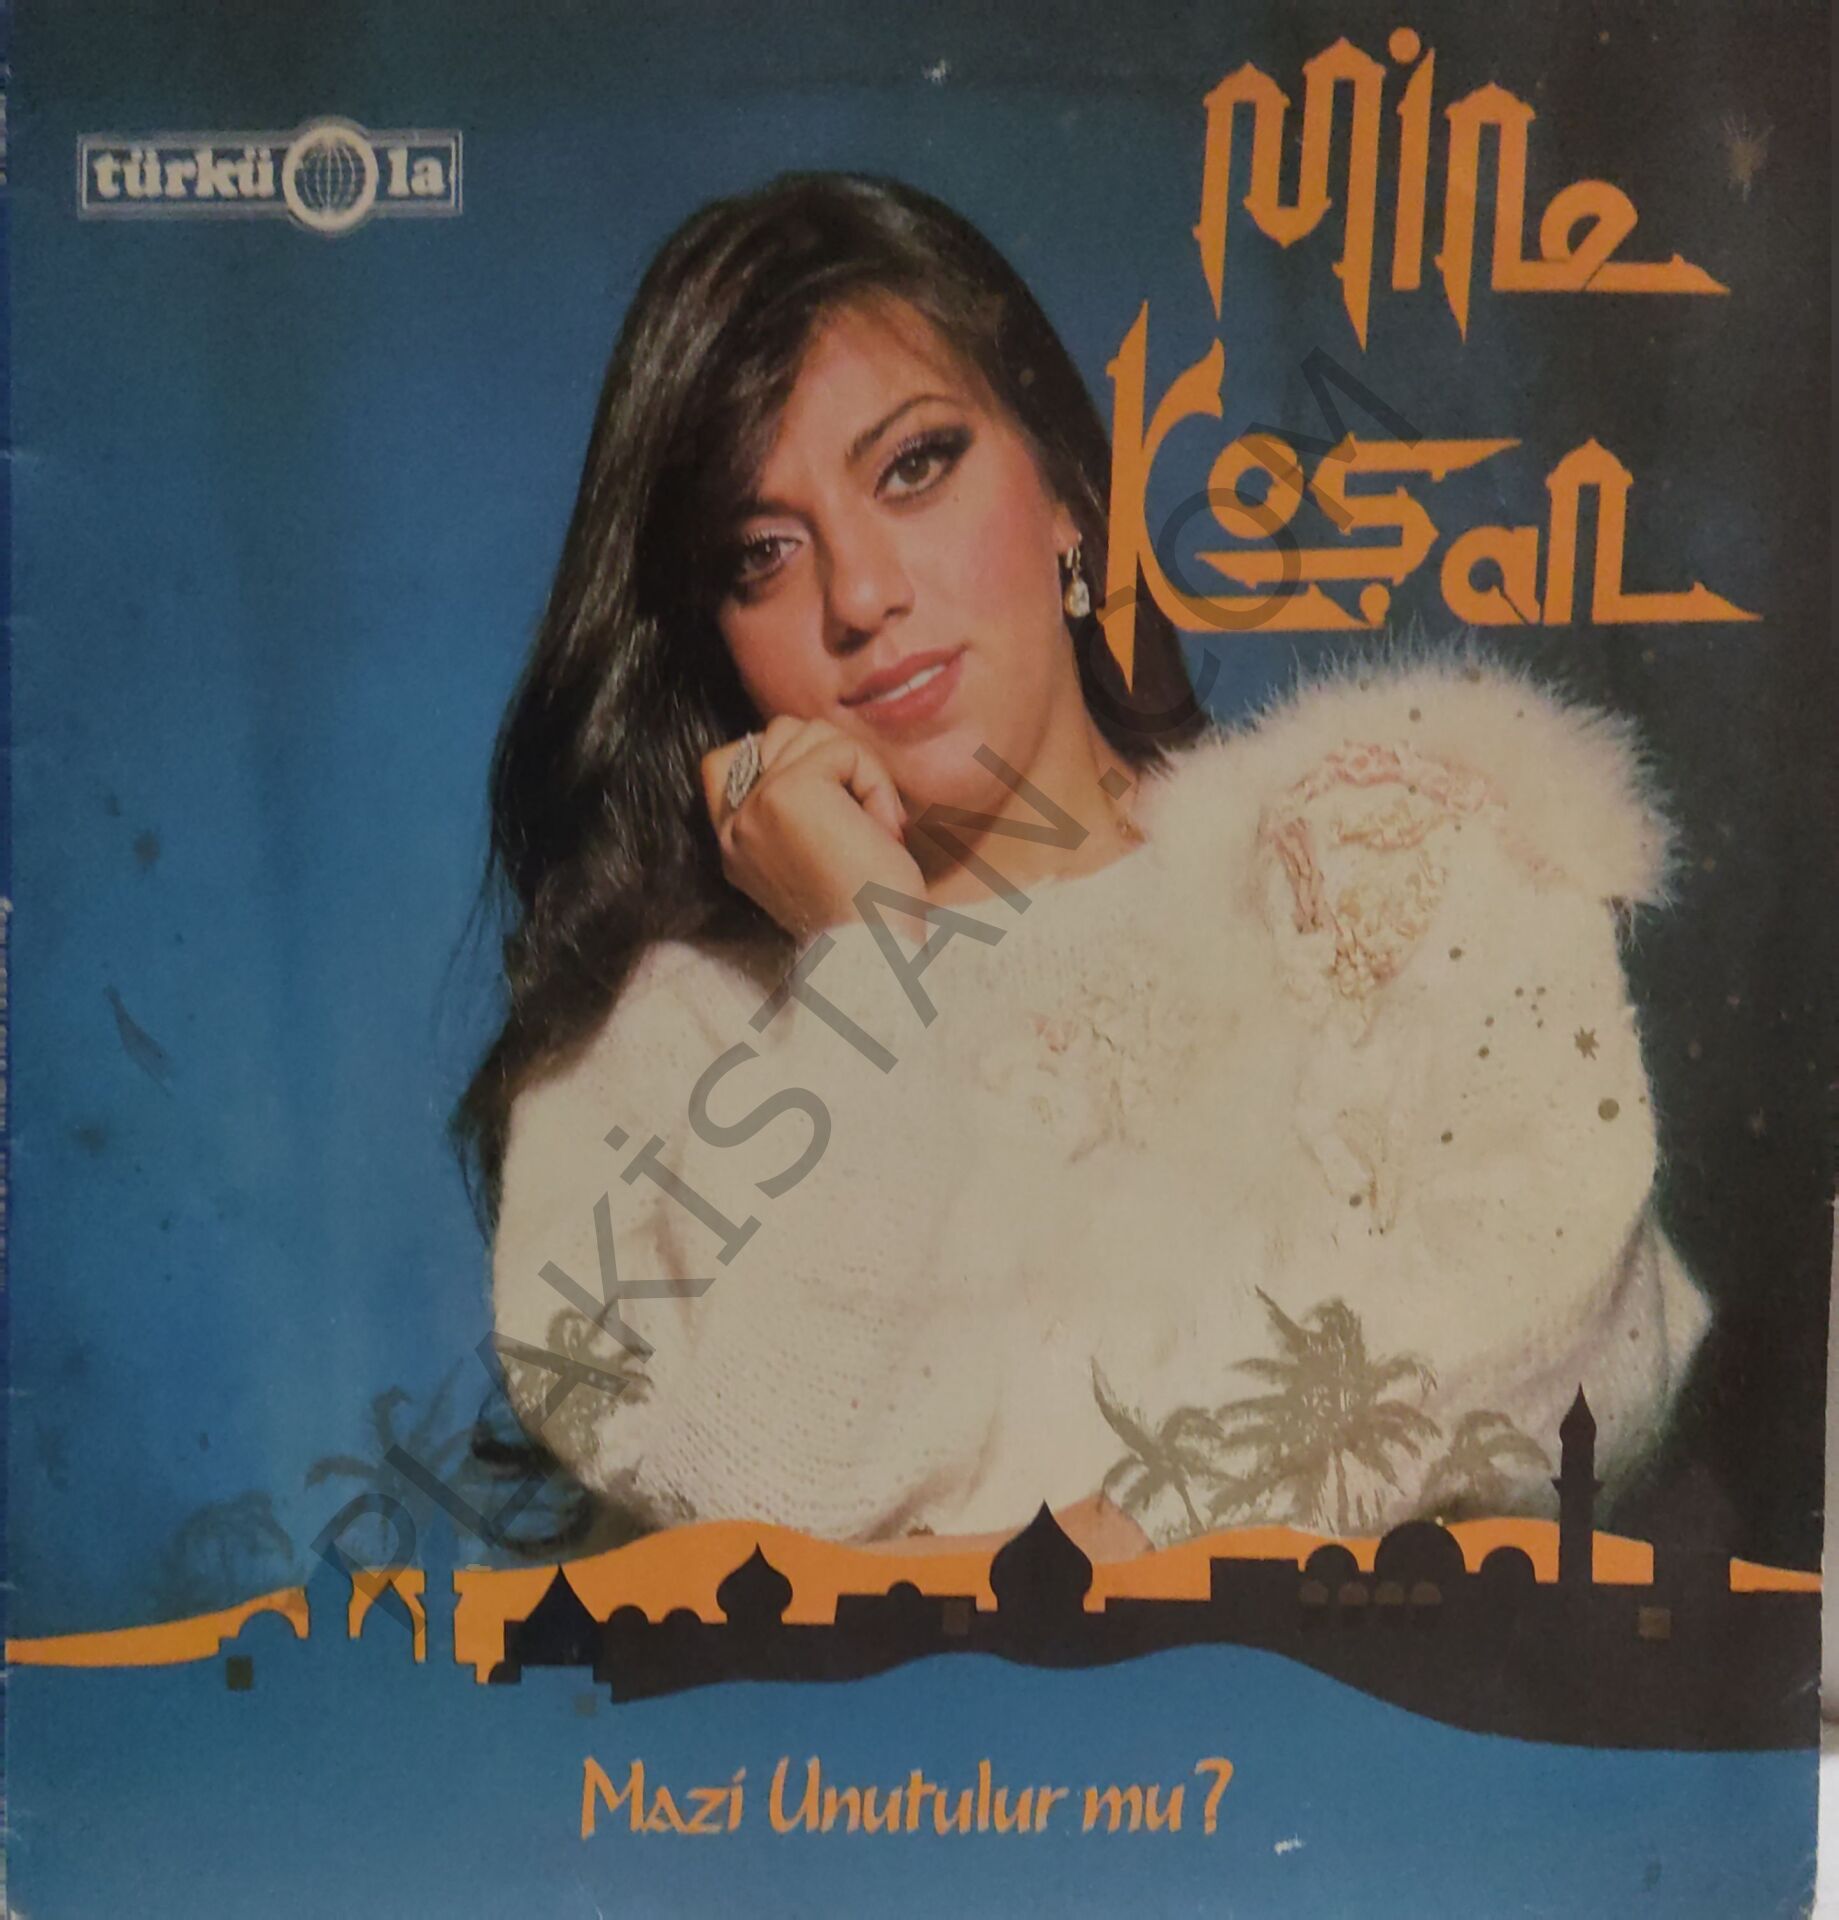 türkü la
Mine
Koşan
PLAKİSTAN.COM
Mazi Unutulur mu?